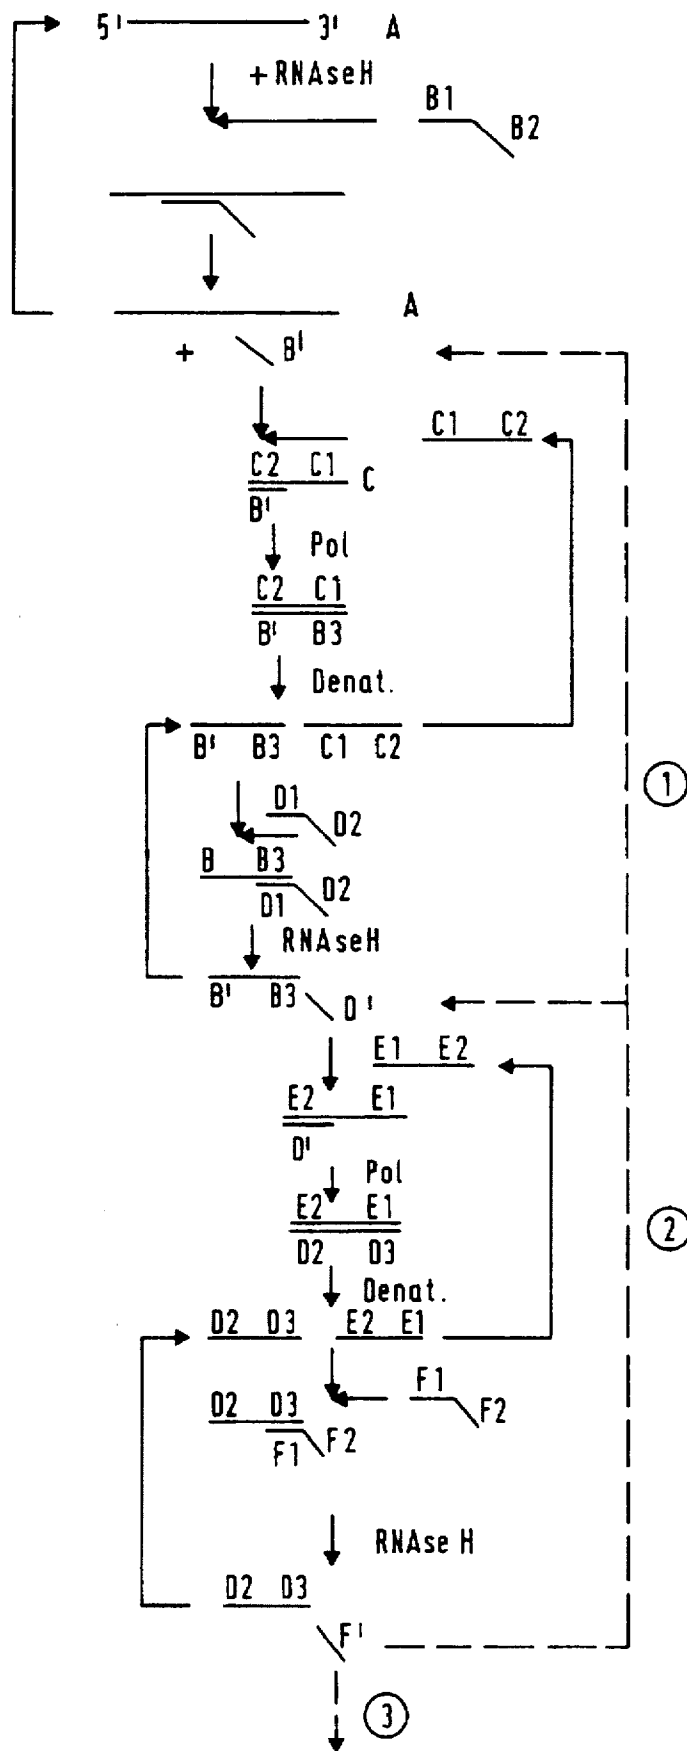 5' 3' A
+RNAseH
B1
B2
A
+ B'
C1 C2
C2 C1
C
B'
Pol
C2 C1
B' B3
Denat.
B' B3 C1 C2
1
D1
D2
B B3
D2
D1
RNAseH
B' B3
D'
E1 E2
E2 E1
D'
Pol
E2 E1
2
D2 D3
Denat.
D2 D3 E2 E1
F1
F2
D2 D3
F2
F1
RNAse H
D2 D3
F'
3